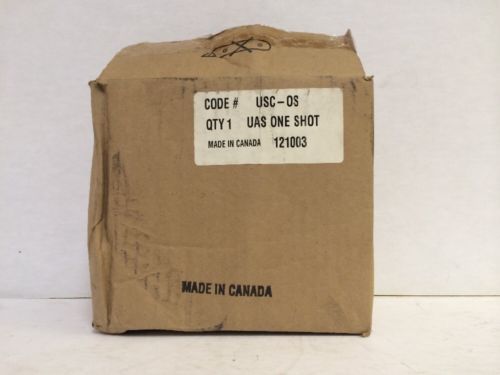 CODE # USC-OS
QTY 1 UAS ONE SHOT
MADE IN CANADA 121003
MADE IN CANADA